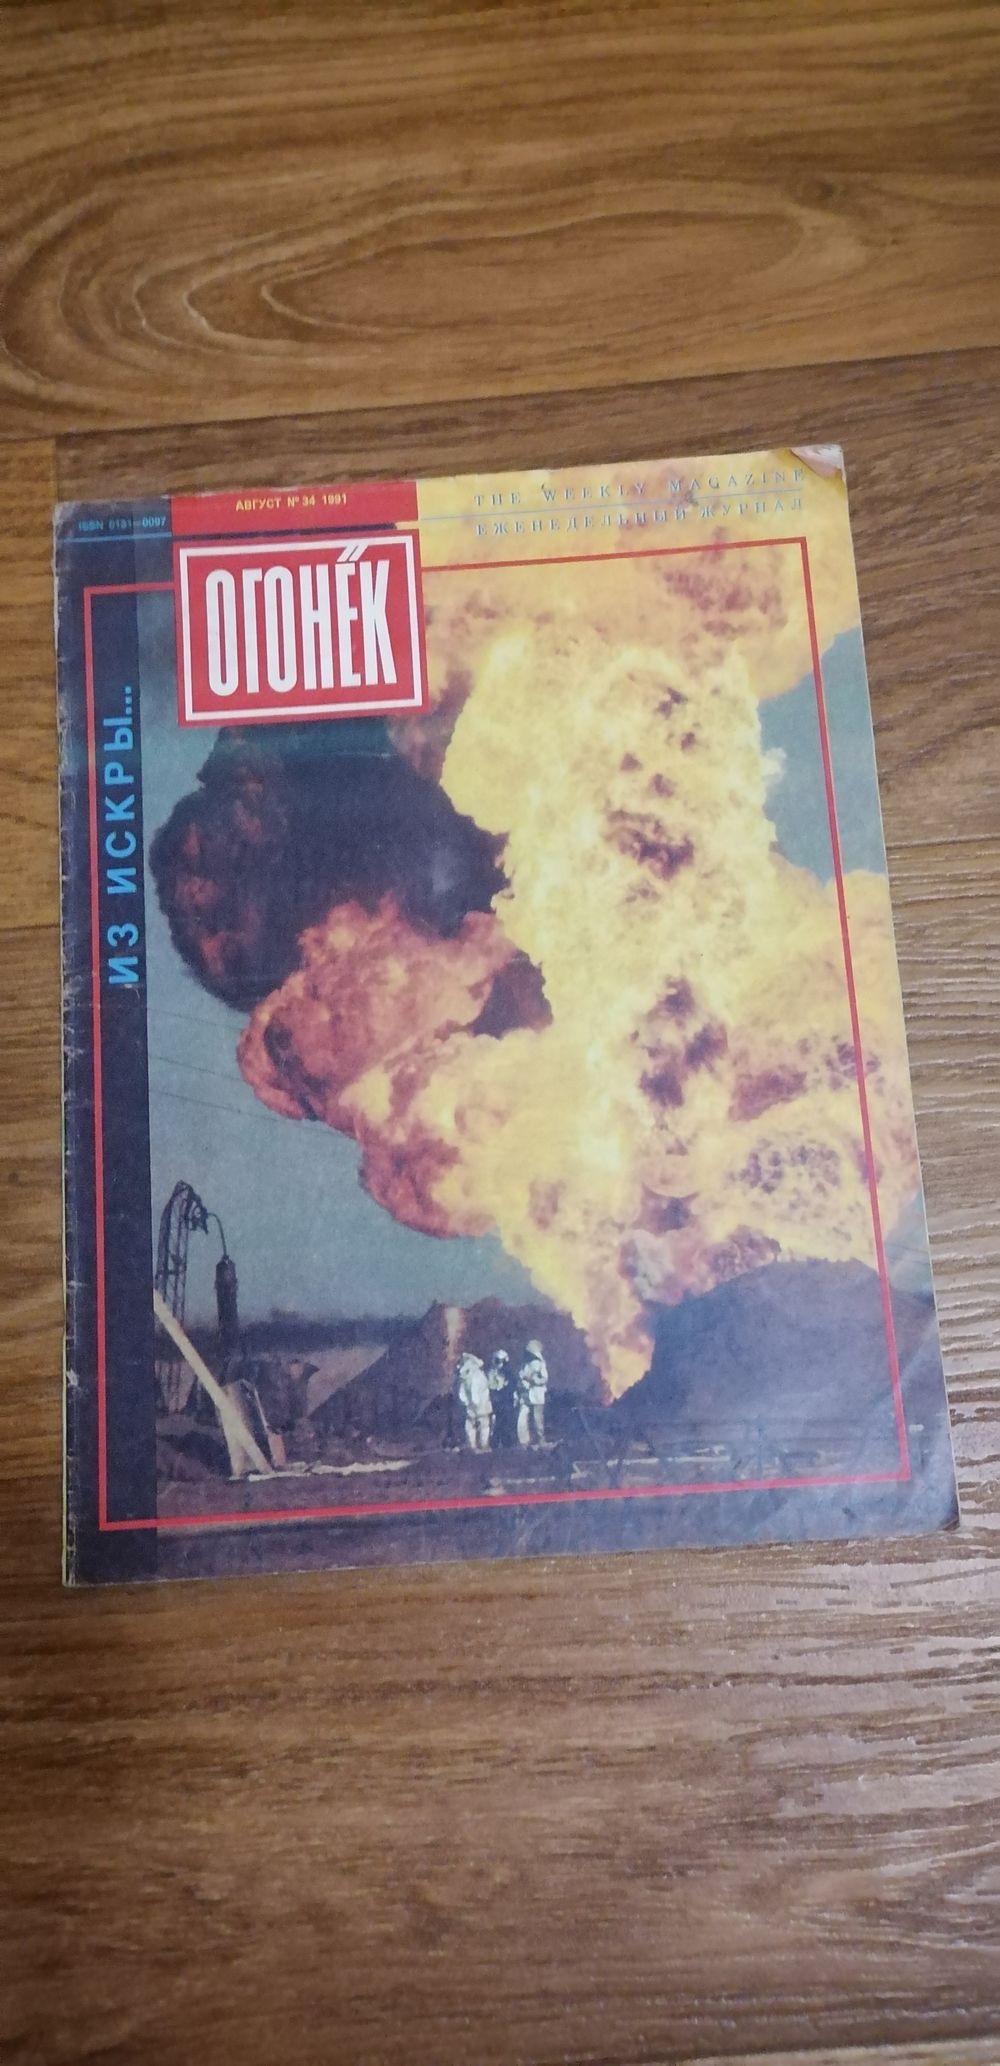 АВГУСТ № 34 1991
THE WEEKLY MAGAZINE
ISSN 0131—0097
ЕЖЕНЕДЕЛЬНЫЙ ЖУРНАЛ
ОГОНЁК
ИЗ ИСКРЫ...